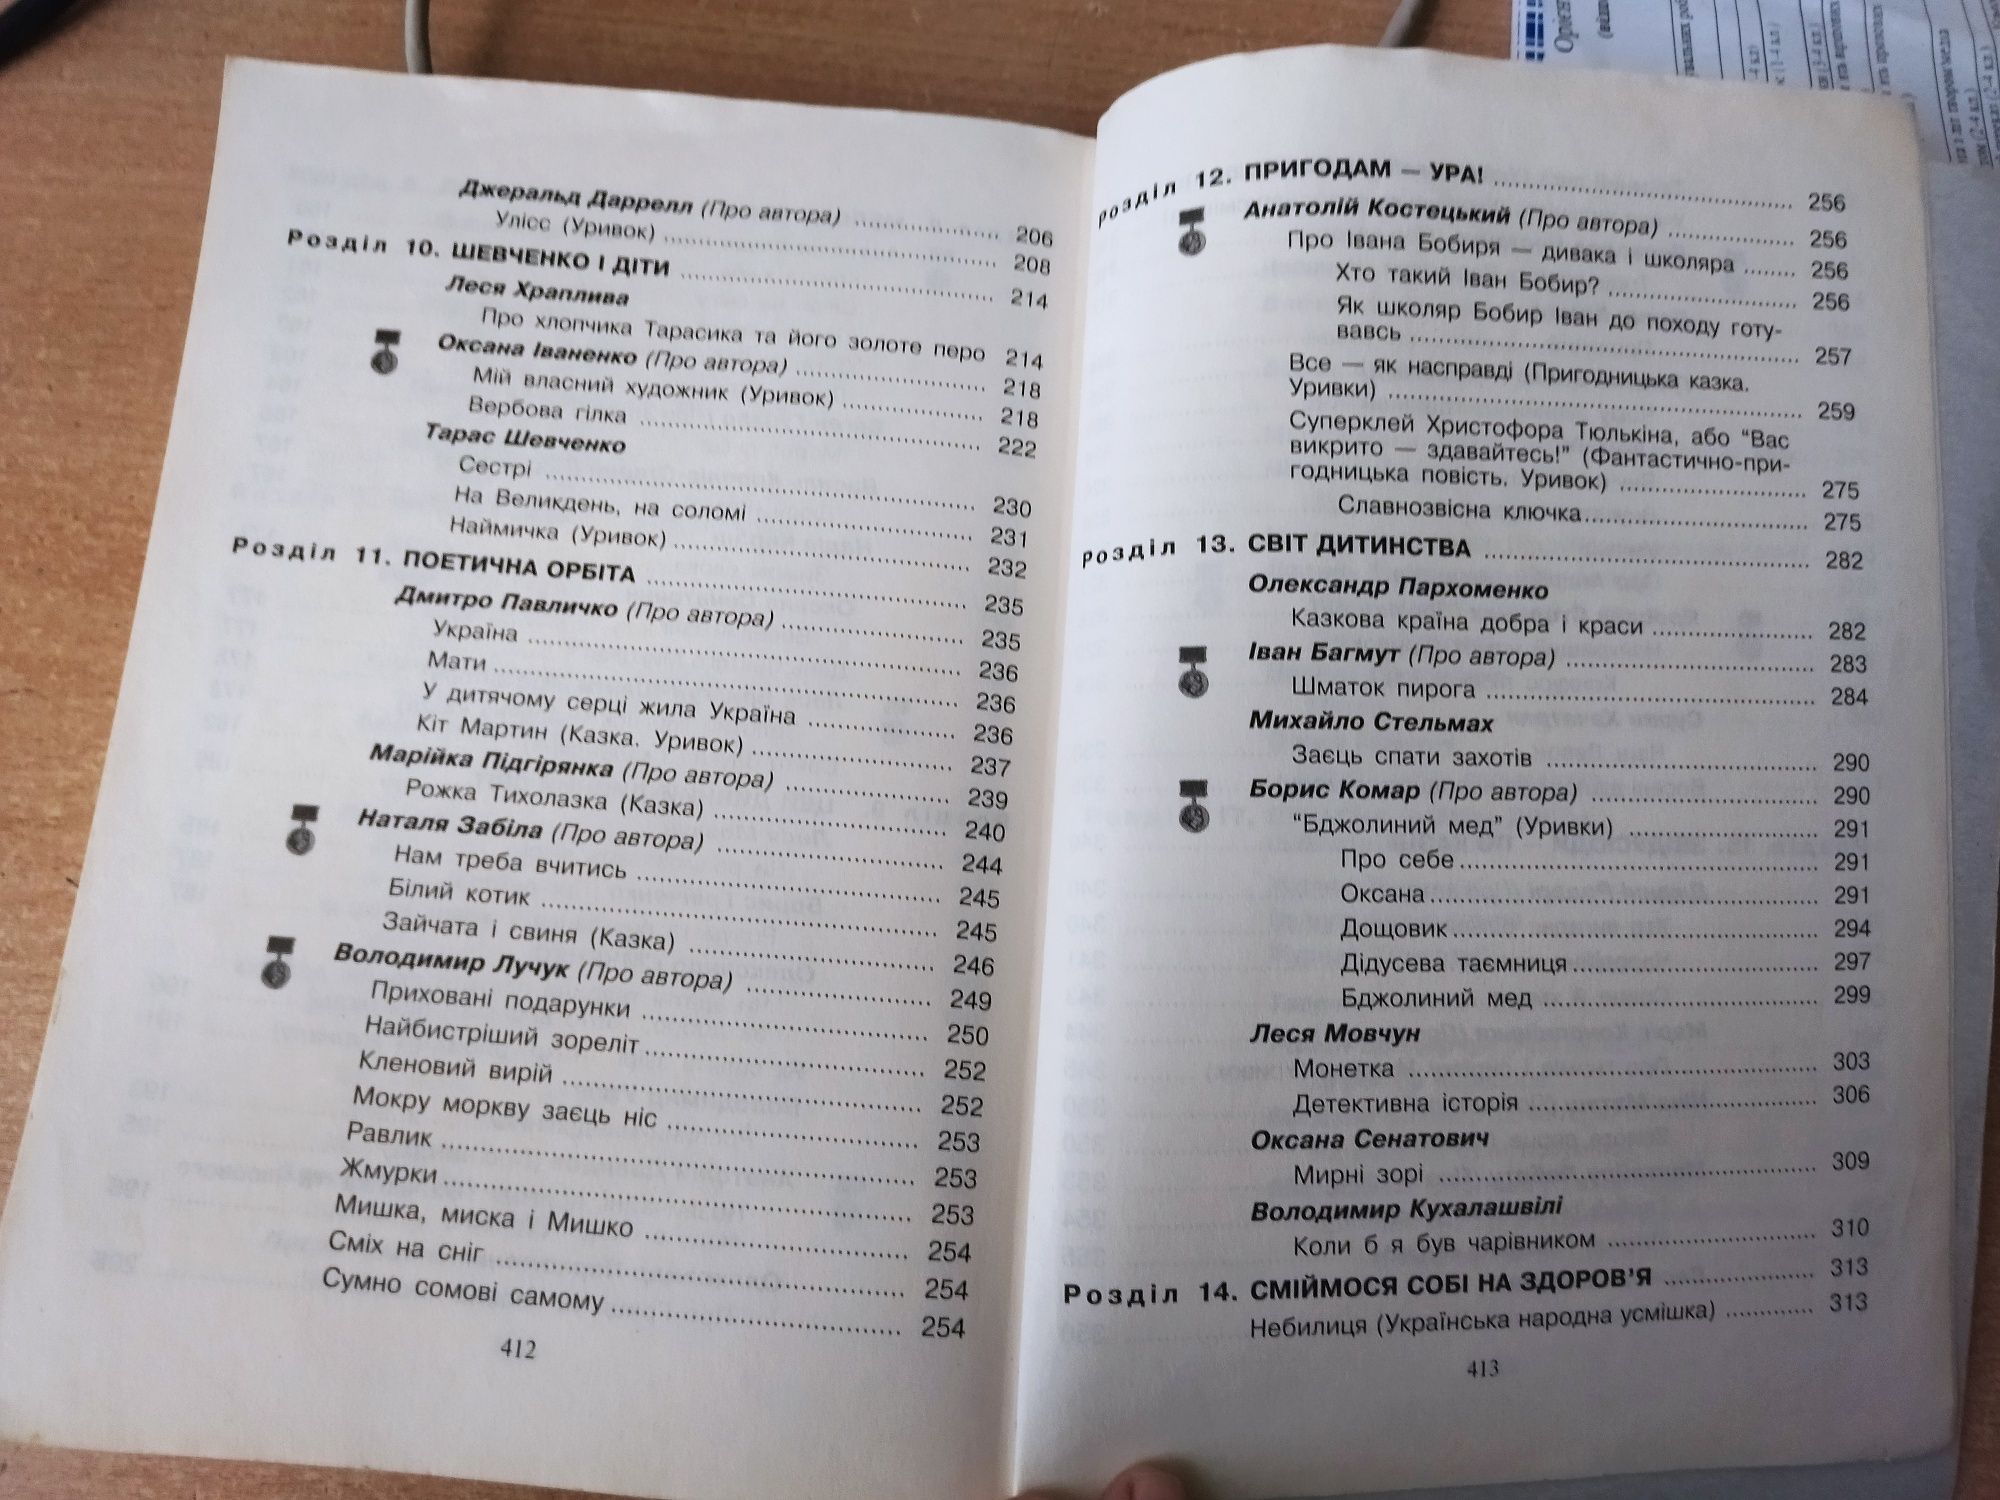 Джеральд Даррелл (Про автора) ........ 206
Улісс (Уривок) ........ 208
Розділ 10. ШЕВЧЕНКО І ДІТИ ........ 214
Леся Храплива
Про хлопчика Тарасика та його золоте перо 214
Оксана Іваненко (Про автора) ........ 218
Мій власний художник (Уривок) ........ 218
Вербова гілка ........ 222
Тарас Шевченко
Сестрі ........ 230
На Великдень, на соломі ........ 231
Наймичка (Уривок) ........ 232
Розділ 11. ПОЕТИЧНА ОРБІТА ........ 235
Дмитро Павличко (Про автора) ........ 235
Україна ........ 236
Мати ........ 236
У дитячому серці жила Україна ........ 236
Кіт Мартин (Казка. Уривок) ........ 237
Марійка Підгірянка (Про автора) ........ 239
Рожка Тихолазка (Казка) ........ 240
Наталя Забіла (Про автора) ........ 244
Нам треба вчитись ........ 245
Білий котик ........ 245
Зайчата і свиня (Казка) ........ 246
Володимир Лучук (Про автора) ........ 249
Приховані подарунки ........ 250
Найбистріший зореліт ........ 252
Кленовий вирій ........ 252
Мокру моркву заєць ніс ........ 253
Равлик ........ 253
Жмурки ........ 253
Мишка, миска і Мишко ........ 254
Сміх на сніг ........ 254
Сумно сомові самому ........ 254
412
Розділ 12. ПРИГОДАМ — УРА! ........ 256
Анатолій Костецький (Про автора) ........ 256
Про Івана Бобиря — дивака і школяра ........ 256
Хто такий Іван Бобир? ........ 256
Як школяр Бобир Іван до походу готу-
вавсь ........ 257
Все — як насправді (Пригодницька казка.
Уривки) ........ 259
Суперклей Христофора Тюлькіна, або “Вас
викрито — здавайтесь!” (Фантастично-при-
годницька повість. Уривок) ........ 275
Славнозвісна ключка ........ 275
Розділ 13. СВІТ ДИТИНСТВА ........ 282
Олександр Пархоменко
Казкова країна добра і краси ........ 282
Іван Багмут (Про автора) ........ 283
Шматок пирога ........ 284
Михайло Стельмах
Заєць спати захотів ........ 290
Борис Комар (Про автора) ........ 290
“Бджолиний мед” (Уривки) ........ 291
Про себе ........ 291
Оксана ........ 291
Дощовик ........ 294
Дідусева таємниця ........ 297
Бджолиний мед ........ 299
Леся Мовчун
Монетка ........ 303
Детективна історія ........ 306
Оксана Сенатович
Мирні зорі ........ 309
Володимир Кухалашвілі
Коли б я був чарівником ........ 310
Розділ 14. СМІЙМОСЯ СОБІ НА ЗДОРОВ’Я ........ 313
Небилиця (Українська народна усмішка) ........ 313
413